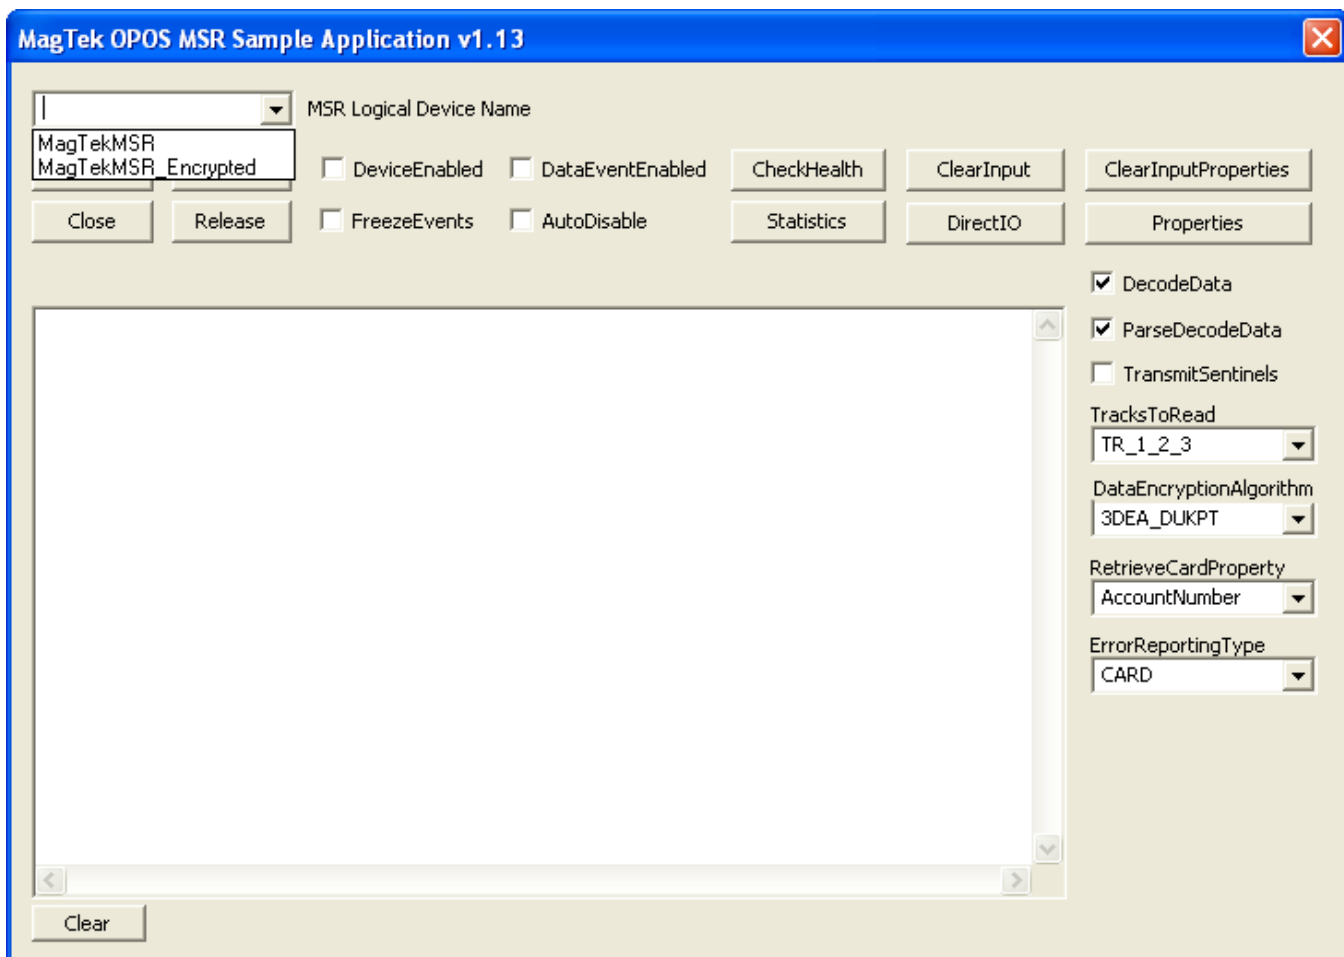 MagTek OPOS MSR Sample Application v1.13
MSR Logical Device Name
MagTekMSR
MagTekMSR_Encrypted
DeviceEnabled
DataEventEnabled
CheckHealth
ClearInput
ClearInputProperties
Close
Release
FreezeEvents
AutoDisable
Statistics
DirectIO
Properties
DecodeData
ParseDecodeData
TransmitSentinels
TracksToRead
TR_1_2_3
DataEncryptionAlgorithm
3DEA_DUKPT
RetrieveCardProperty
AccountNumber
ErrorReportingType
CARD
Clear